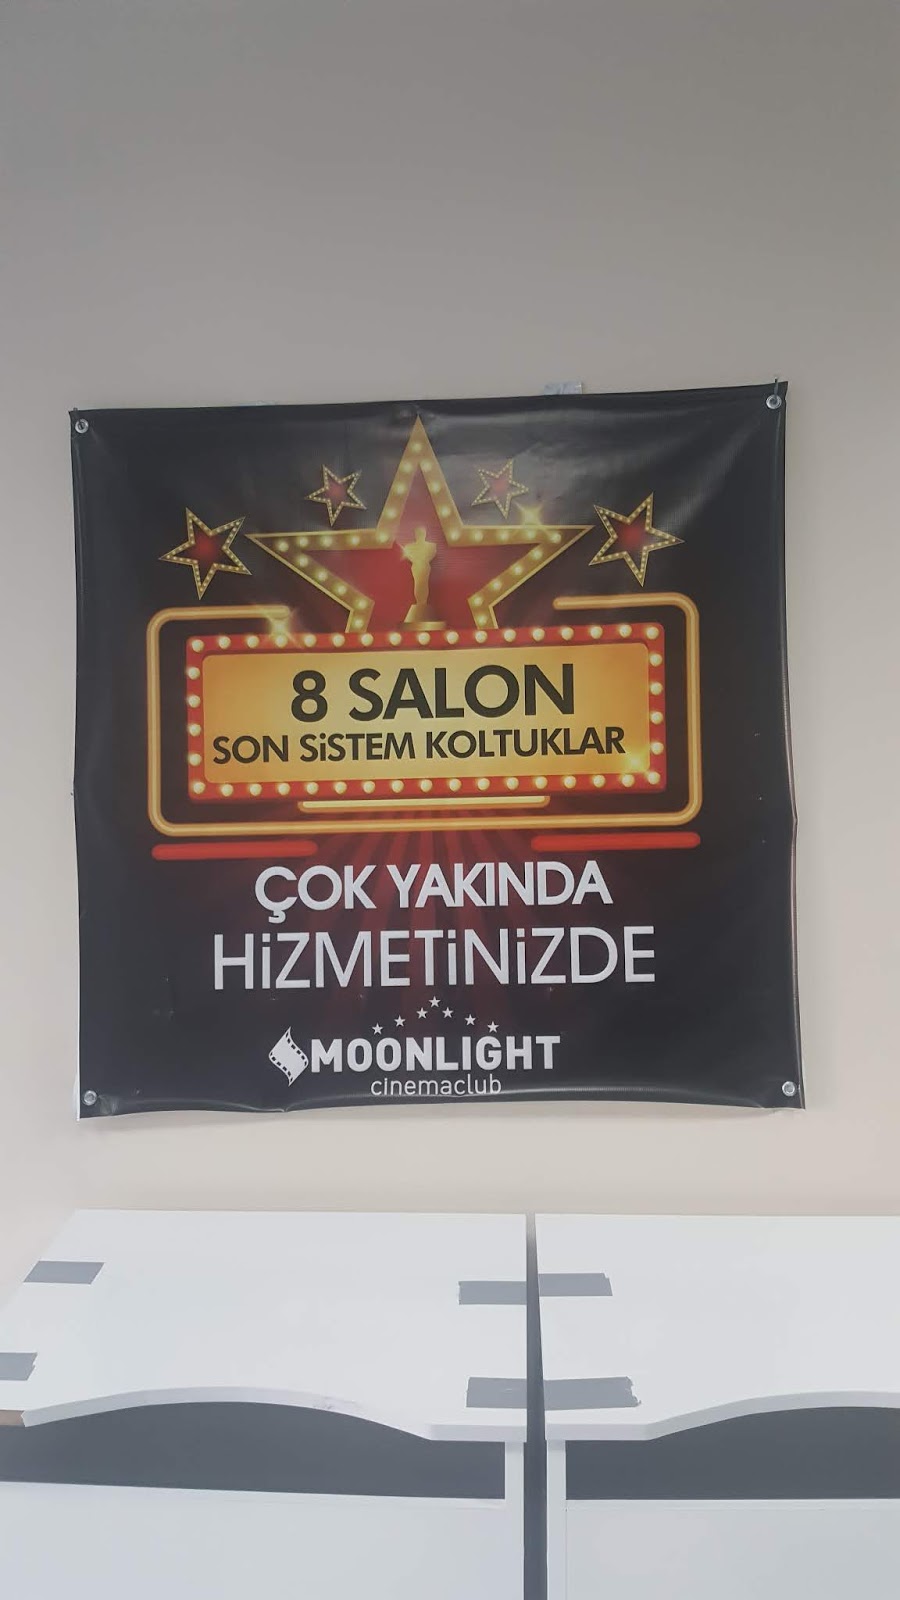 8 SALON
SON SiSTEM KOLTUKLAR
ÇOK YAKINDA
HiZMETiNiZDE
MOONLIGHT
cinemaclub